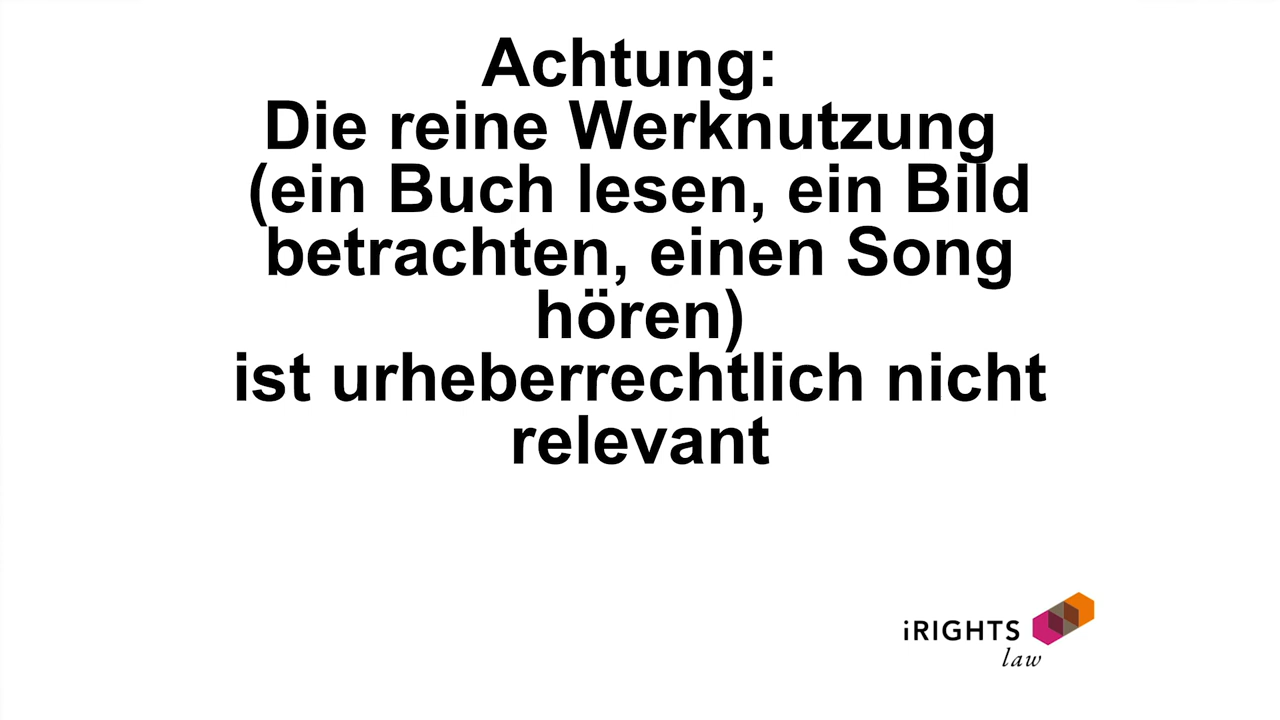 Achtung:
Die reine Werknutzung
(ein Buch lesen, ein Bild
betrachten, einen Song
hören)
ist urheberrechtlich nicht
relevant
iRIGHTS
law